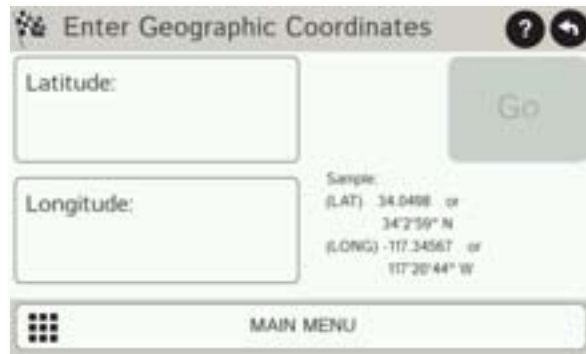 Enter Geographic Coordinates
?
Latitude:
Go
Longitude:
Sample:
(LAT) 34.0498 or
34°2'59" N
(LONG) -117.34567 or
117°20'44" W
MAIN MENU